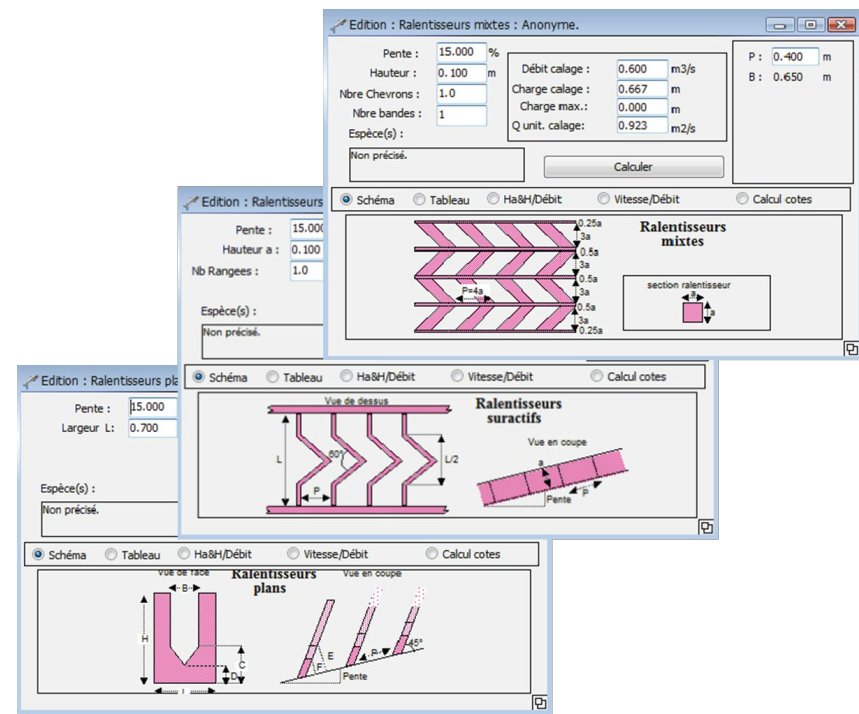 Edition : Ralentisseurs mixtes : Anonyme.
Pente : 15.000 %
Hauteur : 0.100 m
Nbre Chevrons : 1.0
Nbre bandes : 1
Espèce(s) :
Non précisé.
Débit calage : 0.600 m3/s
Charge calage : 0.667 m
Charge max.: 0.000 m
Q unit. calage: 0.923 m2/s
P : 0.400 m
B : 0.650 m
Calculer
Schéma Tableau Ha&H/Débit Vitesse/Débit Calcul cotes
0.25a
3a
0.5a
3a
0.5a
3a
0.5a
3a
0.25a
P=4a
Ralentisseurs
mixtes
section ralentisseur
a
a
Edition : Ralentisseurs
Pente : 15.000
Hauteur a : 0.100
Nb Rangees : 1.0
Espèce(s) :
Non précisé.
Schéma Tableau Ha&H/Débit Vitesse/Débit Calcul cotes
Vue de dessus
L
60°
P
L/2
Ralentisseurs
suractifs
Vue en coupe
a
P
Pente
Edition : Ralentisseurs
Pente : 15.000
Largeur L: 0.700
Espèce(s) :
Non précisé.
Schéma Tableau Ha&H/Débit Vitesse/Débit Calcul cotes
Vue de face
B
H
C
D
Ralentisseurs
plans
Vue en coupe
E
F
P
45°
Pente